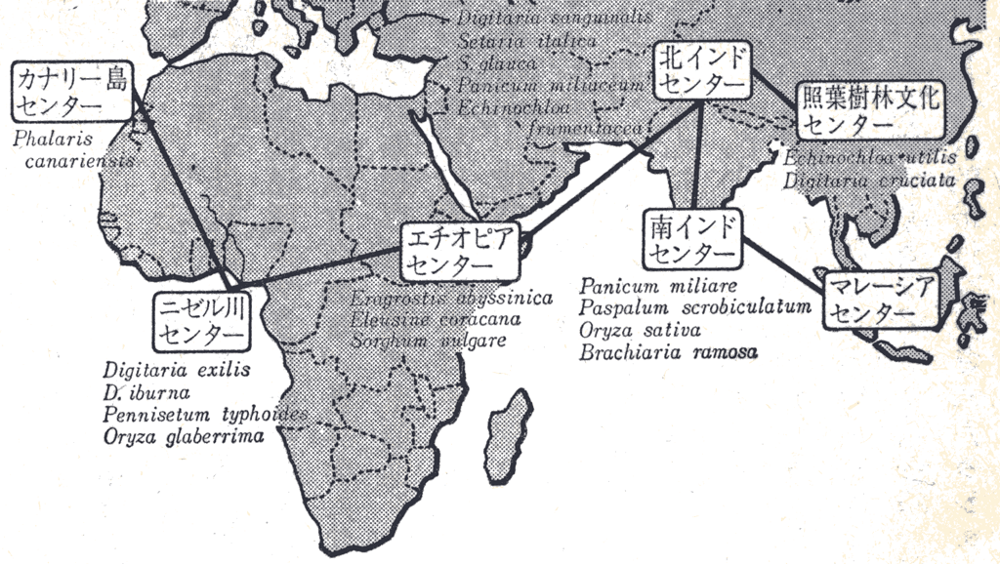 Digitaria sanguinalis
Setaria italica
S. glauca
Panicum miliaceum
Echinochloa
frumentacea
北インド
センター
照葉樹林文化
センター
Echinochloa utilis
Digitaria cruciata
カナリー島
センター
Phalaris
canariensis
エチオピア
センター
Eragrostis abyssinica
Eleusine coracana
Sorghum vulgare
南インド
センター
Panicum miliare
Paspalum scrobiculatum
Oryza sativa
Brachiaria ramosa
マレーシア
センター
ニゼル川
センター
Digitaria exilis
D. iburna
Pennisetum typhoides
Oryza glaberrima